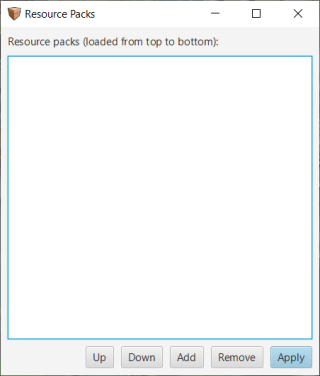 Resource Packs
Resource packs (loaded from top to bottom):
Up Down Add Remove Apply